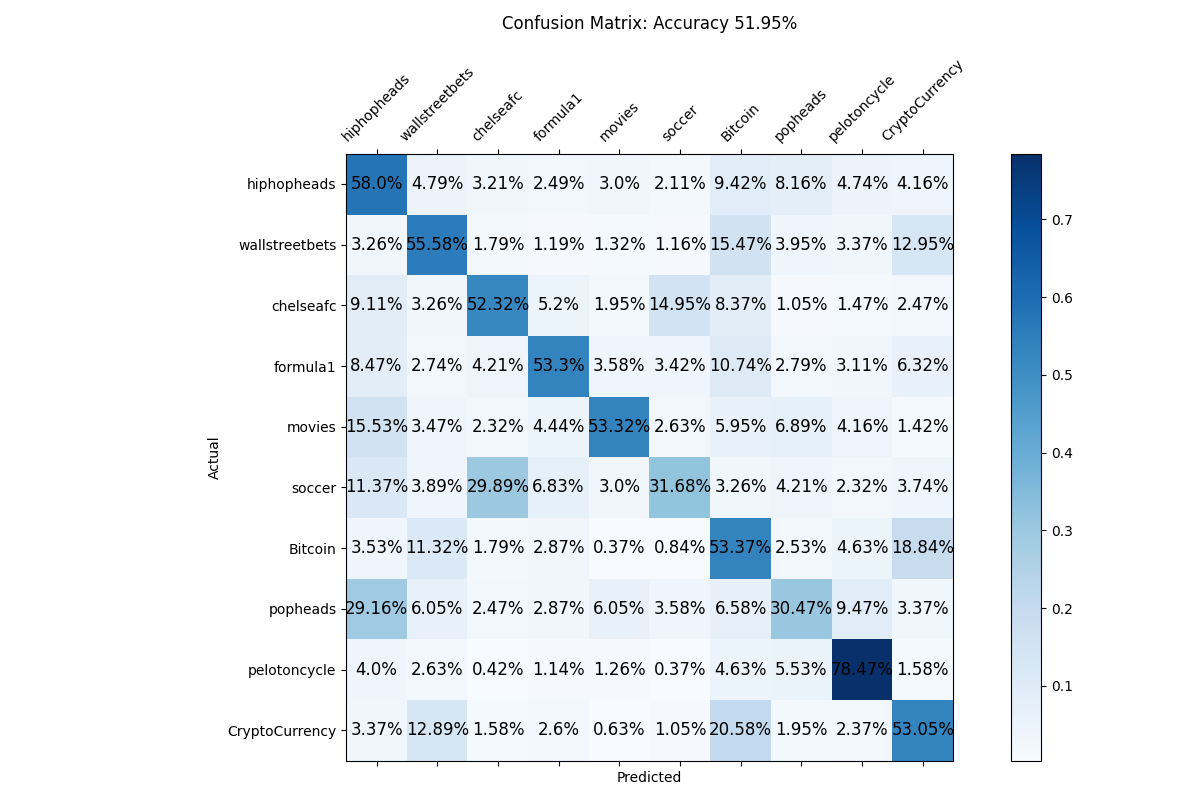 Confusion Matrix: Accuracy 51.95%
hiphopheads wallstreetbets chelseafc formula1 movies soccer Bitcoin popheads pelotoncycle CryptoCurrency
hiphopheads 58.0% 4.79% 3.21% 2.49% 3.0% 2.11% 9.42% 8.16% 4.74% 4.16%
wallstreetbets 3.26% 55.58% 1.79% 1.19% 1.32% 1.16% 15.47% 3.95% 3.37% 12.95%
chelseafc 9.11% 3.26% 52.32% 5.2% 1.95% 14.95% 8.37% 1.05% 1.47% 2.47%
formula1 8.47% 2.74% 4.21% 53.3% 3.58% 3.42% 10.74% 2.79% 3.11% 6.32%
movies 15.53% 3.47% 2.32% 4.44% 53.32% 2.63% 5.95% 6.89% 4.16% 1.42%
soccer 11.37% 3.89% 29.89% 6.83% 3.0% 31.68% 3.26% 4.21% 2.32% 3.74%
Bitcoin 3.53% 11.32% 1.79% 2.87% 0.37% 0.84% 53.37% 2.53% 4.63% 18.84%
popheads 29.16% 6.05% 2.47% 2.87% 6.05% 3.58% 6.58% 30.47% 9.47% 3.37%
pelotoncycle 4.0% 2.63% 0.42% 1.14% 1.26% 0.37% 4.63% 5.53% 78.47% 1.58%
CryptoCurrency 3.37% 12.89% 1.58% 2.6% 0.63% 1.05% 20.58% 1.95% 2.37% 53.05%
Actual
Predicted
0.7
0.6
0.5
0.4
0.3
0.2
0.1